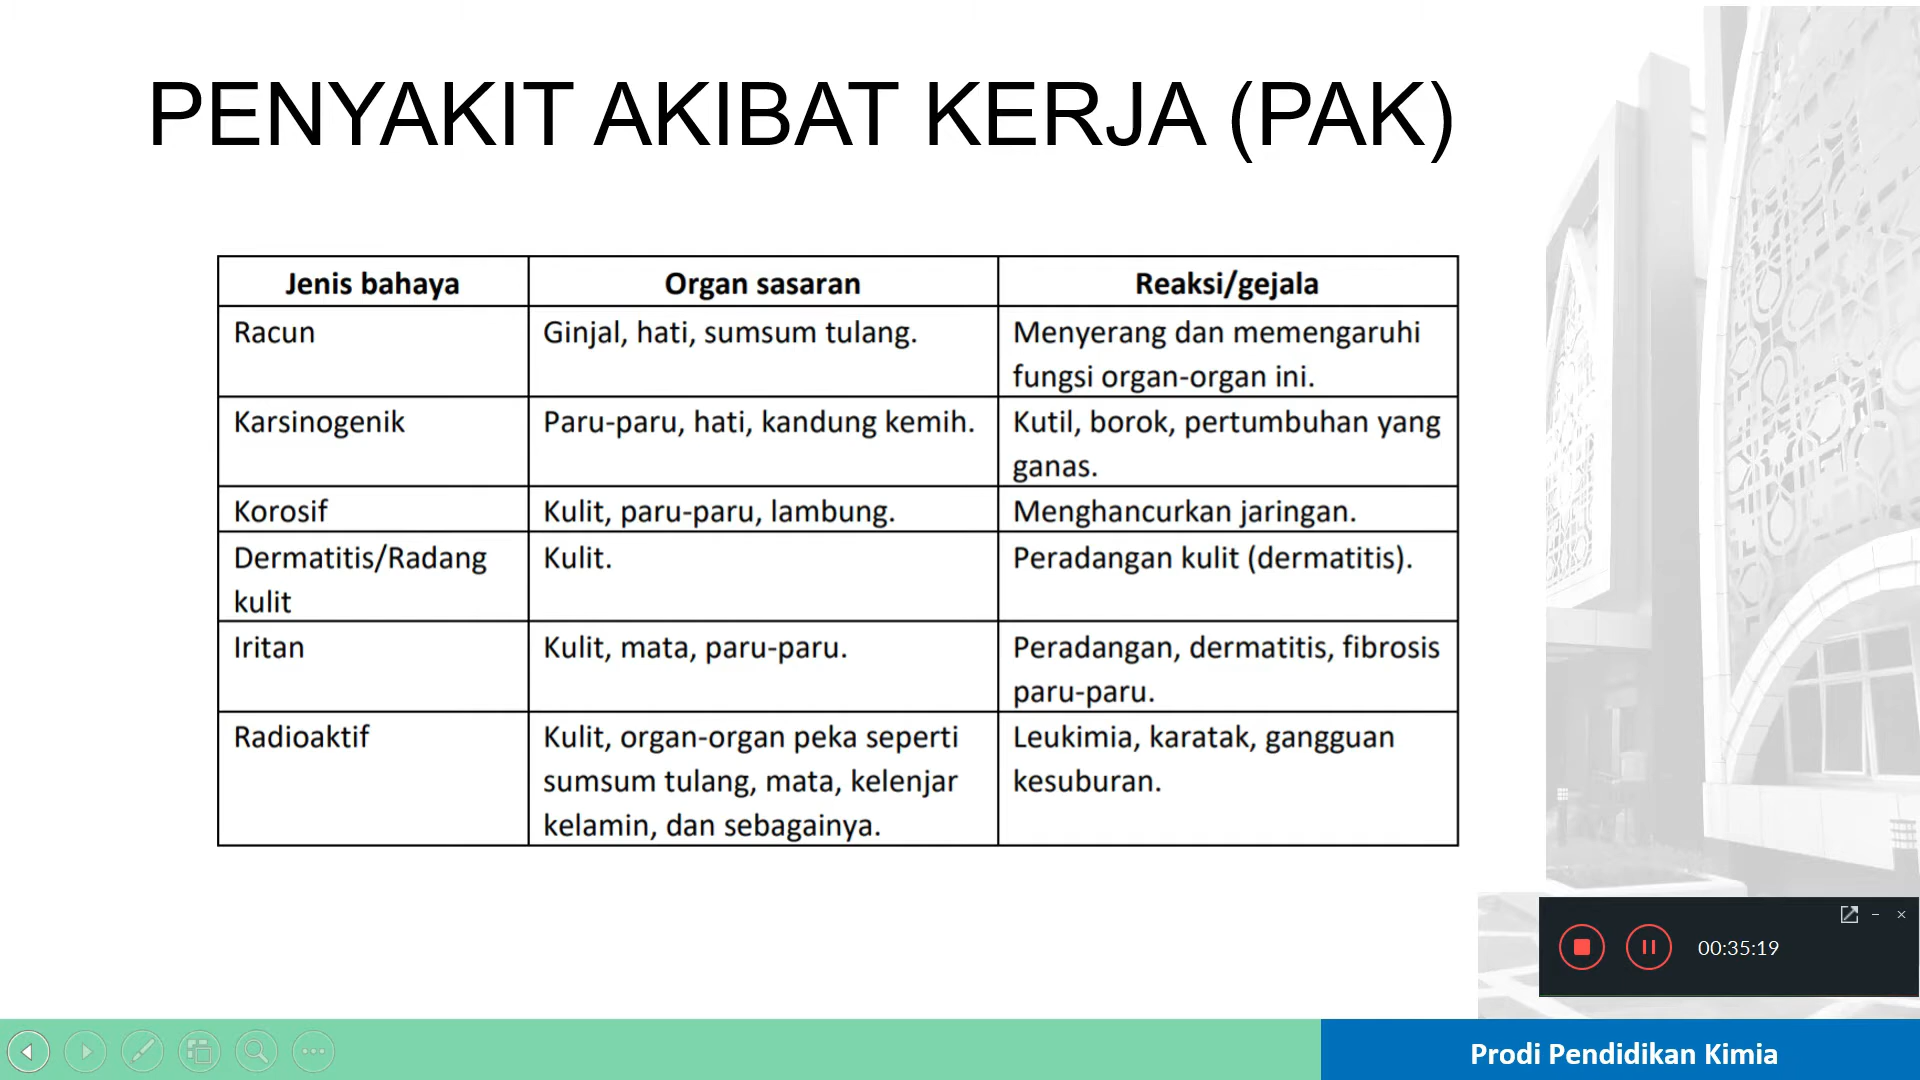 PENYAKIT AKIBAT KERJA (PAK)
Jenis bahaya Organ sasaran Reaksi/gejala
Racun Ginjal, hati, sumsum tulang. Menyerang dan memengaruhi
fungsi organ-organ ini.
Karsinogenik Paru-paru, hati, kandung kemih. Kutil, borok, pertumbuhan yang
ganas.
Korosif Kulit, paru-paru, lambung. Menghancurkan jaringan.
Dermatitis/Radang Kulit. Peradangan kulit (dermatitis).
kulit
Iritan Kulit, mata, paru-paru. Peradangan, dermatitis, fibrosis
paru-paru.
Radioaktif Kulit, organ-organ peka seperti Leukimia, karatak, gangguan
sumsum tulang, mata, kelenjar kesuburan.
kelamin, dan sebagainya.
00:35:19
Prodi Pendidikan Kimia